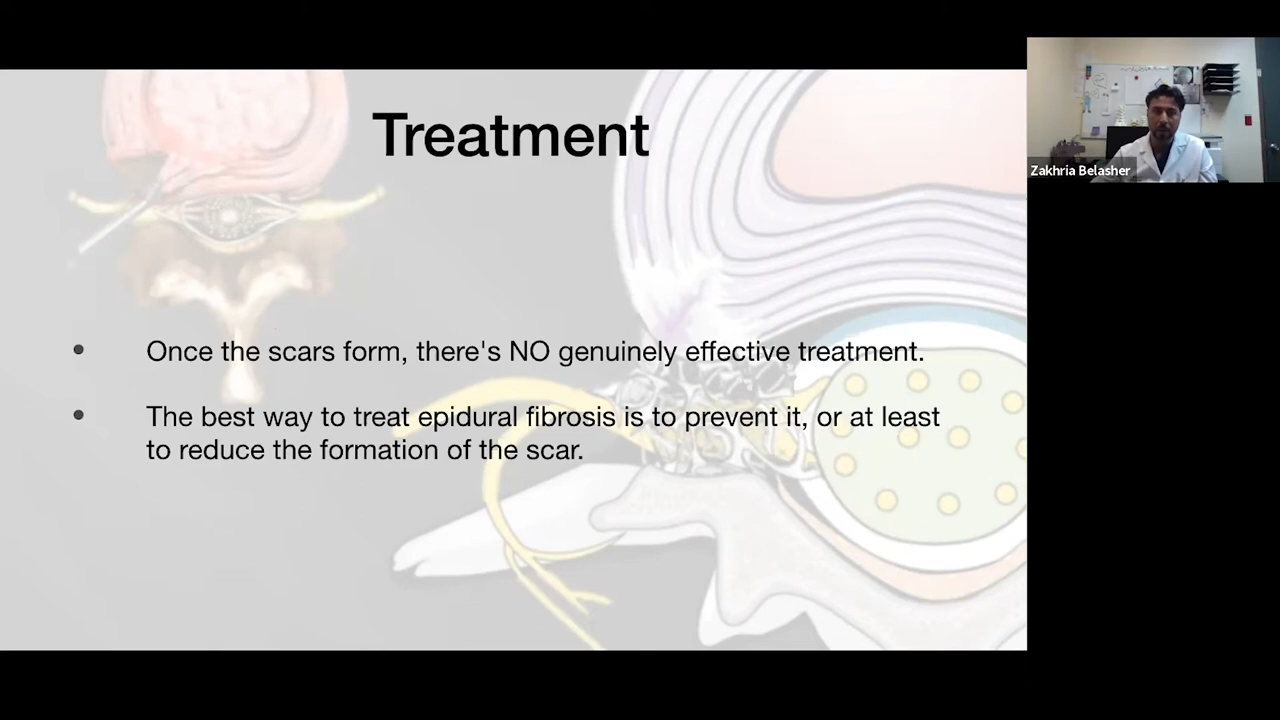 Treatment
Once the scars form, there's NO genuinely effective treatment.
The best way to treat epidural fibrosis is to prevent it, or at least
to reduce the formation of the scar.
Zakhria Belasher